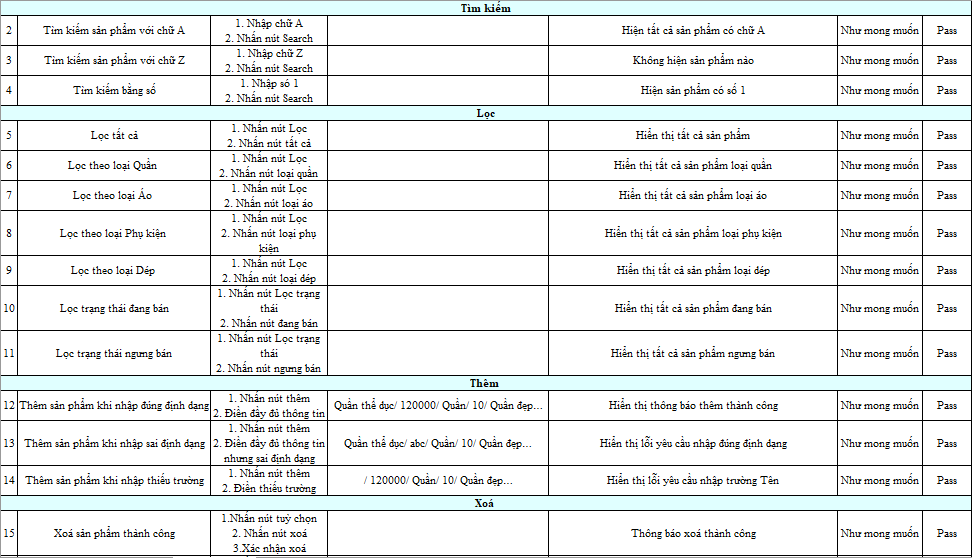 Tìm kiếm
2 Tìm kiếm sản phẩm với chữ A 1. Nhập chữ A Hiện tất cả sản phẩm có chữ A Như mong muốn Pass
2. Nhấn nút Search
3 Tìm kiếm sản phẩm với chữ Z 1. Nhập chữ Z Không hiện sản phẩm nào Như mong muốn Pass
2. Nhấn nút Search
4 Tìm kiếm bằng số 1. Nhập số 1 Hiện sản phẩm có số 1 Như mong muốn Pass
2. Nhấn nút Search
Lọc
5 Lọc tất cả 1. Nhấn nút Lọc Hiển thị tất cả sản phẩm Như mong muốn Pass
2. Nhấn nút tất cả
6 Lọc theo loại Quần 1. Nhấn nút Lọc Hiển thị tất cả sản phẩm loại quần Như mong muốn Pass
2. Nhấn nút loại quần
7 Lọc theo loại Áo 1. Nhấn nút Lọc Hiển thị tất cả sản phẩm loại áo Như mong muốn Pass
2. Nhấn nút loại áo
8 Lọc theo loại Phụ kiện 1. Nhấn nút Lọc Hiển thị tất cả sản phẩm loại phụ kiện Như mong muốn Pass
2. Nhấn nút loại phụ
kiện
9 Lọc theo loại Dép 1. Nhấn nút Lọc Hiển thị tất cả sản phẩm loại dép Như mong muốn Pass
2. Nhấn nút loại dép
10 Lọc trạng thái đang bán 1. Nhấn nút Lọc trạng Hiển thị tất cả sản phẩm đang bán Như mong muốn Pass
thái
2. Nhấn nút đang bán
11 Lọc trạng thái ngưng bán 1. Nhấn nút Lọc trạng Hiển thị tất cả sản phẩm ngưng bán Như mong muốn Pass
thái
2. Nhấn nút ngưng bán
Thêm
12 Thêm sản phẩm khi nhập đúng định dạng 1. Nhấn nút thêm Quần thể dục/ 120000/ Quần/ 10/ Quần đẹp... Hiển thị thông báo thêm thành công Như mong muốn Pass
2. Điền đầy đủ thông tin
13 Thêm sản phẩm khi nhập sai định dạng 1. Nhấn nút thêm Quần thể dục/ abc/ Quần/ 10/ Quần đẹp... Hiển thị lỗi yêu cầu nhập đúng định dạng Như mong muốn Pass
2. Điền đầy đủ thông tin
nhưng sai định dạng
14 Thêm sản phẩm khi nhập thiếu trường 1. Nhấn nút thêm / 120000/ Quần/ 10/ Quần đẹp... Hiển thị lỗi yêu cầu nhập trường Tên Như mong muốn Pass
2. Điền thiếu trường
Xoá
15 Xoá sản phẩm thành công 1.Nhấn nút tuỳ chọn Thông báo xoá thành công Như mong muốn Pass
2. Nhấn nút xoá
3.Xác nhận xoá